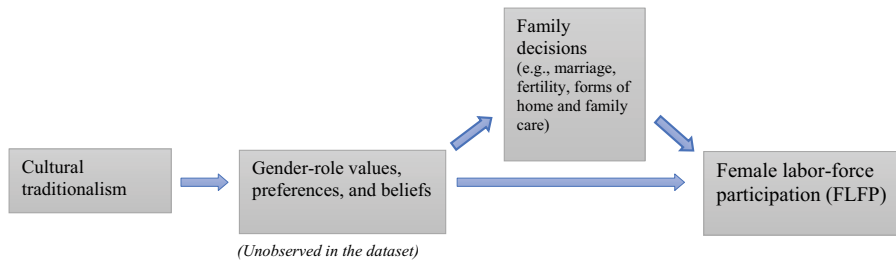 Family
decisions
(e.g., marriage,
fertility, forms of
home and family
care)
Cultural
traditionalism
Gender-role values,
preferences, and beliefs
Female labor-force
participation (FLFP)
(Unobserved in the dataset)